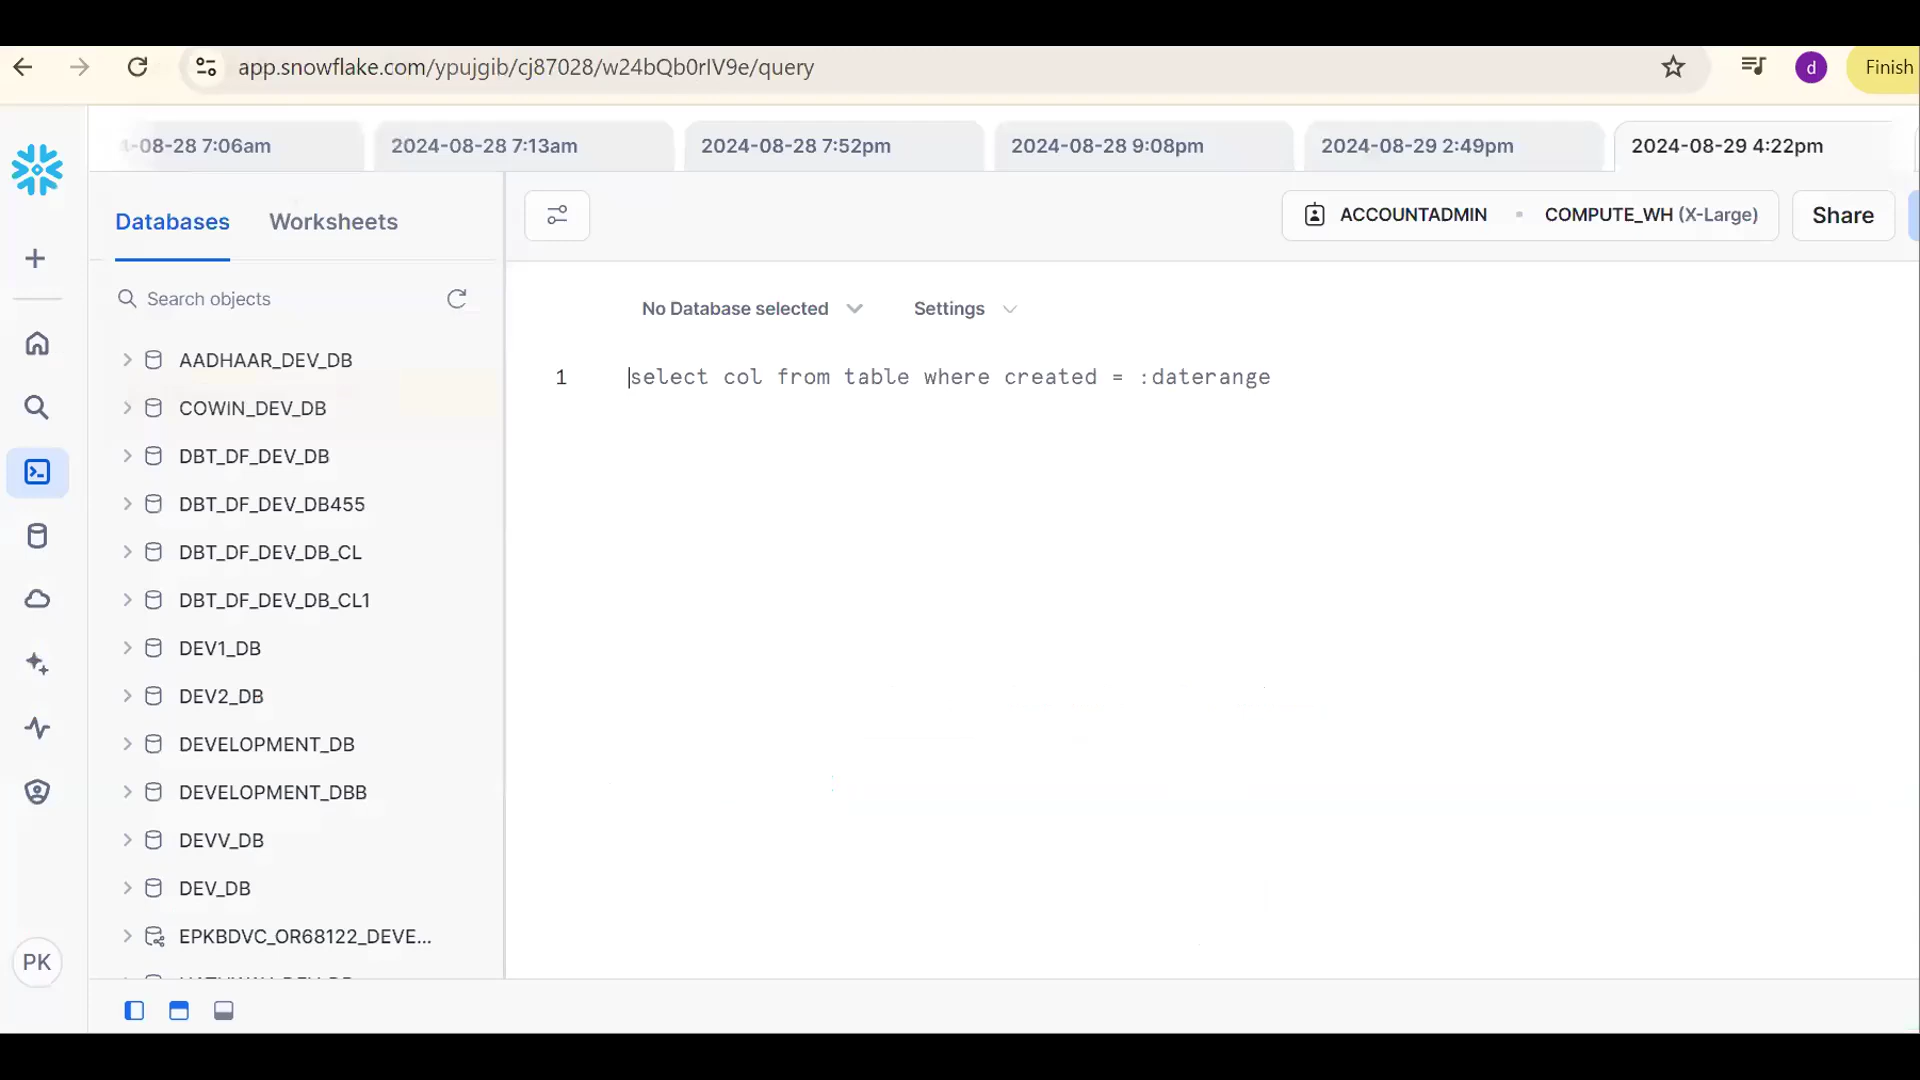 app.snowflake.com/ypujgib/cj87028/w24bQb0rIV9e/query
d
Finish
-08-28 7:06am
2024-08-28 7:13am
2024-08-28 7:52pm
2024-08-28 9:08pm
2024-08-29 2:49pm
2024-08-29 4:22pm
Databases
Worksheets
ACCOUNTADMIN
COMPUTE_WH (X-Large)
Share
Search objects
No Database selected
Settings
1 select col from table where created = :daterange
AADHAAR_DEV_DB
COWIN_DEV_DB
DBT_DF_DEV_DB
DBT_DF_DEV_DB455
DBT_DF_DEV_DB_CL
DBT_DF_DEV_DB_CL1
DEV1_DB
DEV2_DB
DEVELOPMENT_DB
DEVELOPMENT_DBB
DEVV_DB
DEV_DB
EPKBDVC_OR68122_DEVE...
PK